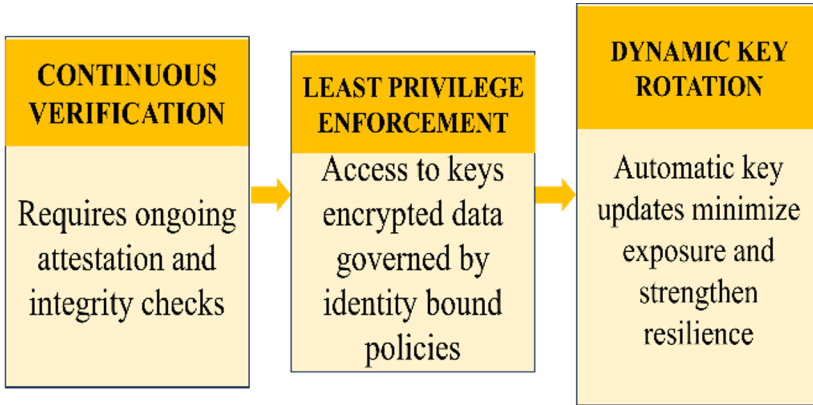 CONTINUOUS
VERIFICATION
Requires ongoing
attestation and
integrity checks
LEAST PRIVILEGE
ENFORCEMENT
Access to keys
encrypted data
governed by
identity bound
policies
DYNAMIC KEY
ROTATION
Automatic key
updates minimize
exposure and
strengthen
resilience